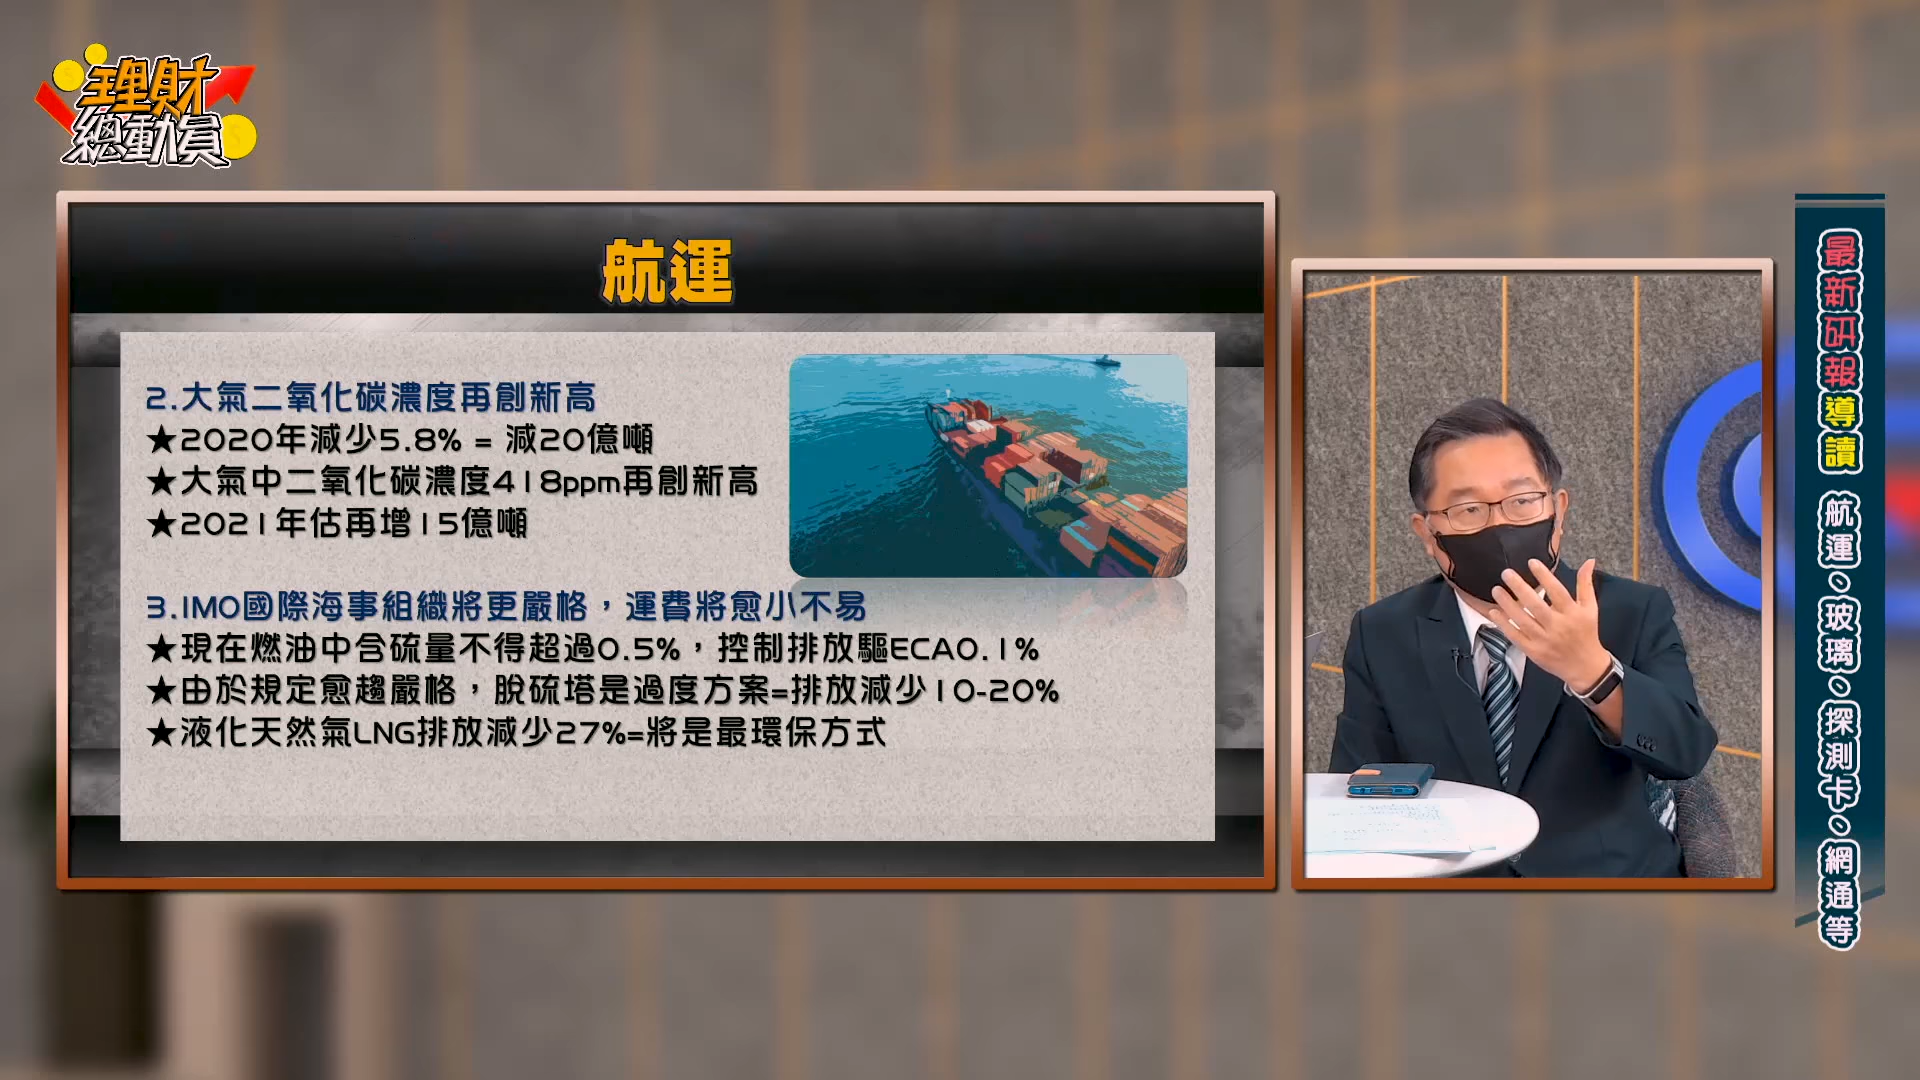 理財
總動員
航運
2.大氣二氧化碳濃度再創新高
★2020年減少5.8% = 減20億噸
★大氣中二氧化碳濃度418ppm再創新高
★2021年估再增15億噸
3.IMO國際海事組織將更嚴格，運費將愈小不易
★現在燃油中含硫量不得超過0.5%，控制排放驅ECA0.1%
★由於規定愈趨嚴格，脫硫塔是過度方案=排放減少10-20%
★液化天然氣LNG排放減少27%=將是最環保方式
最新研報導讀 航運○玻璃○探測卡○網通等